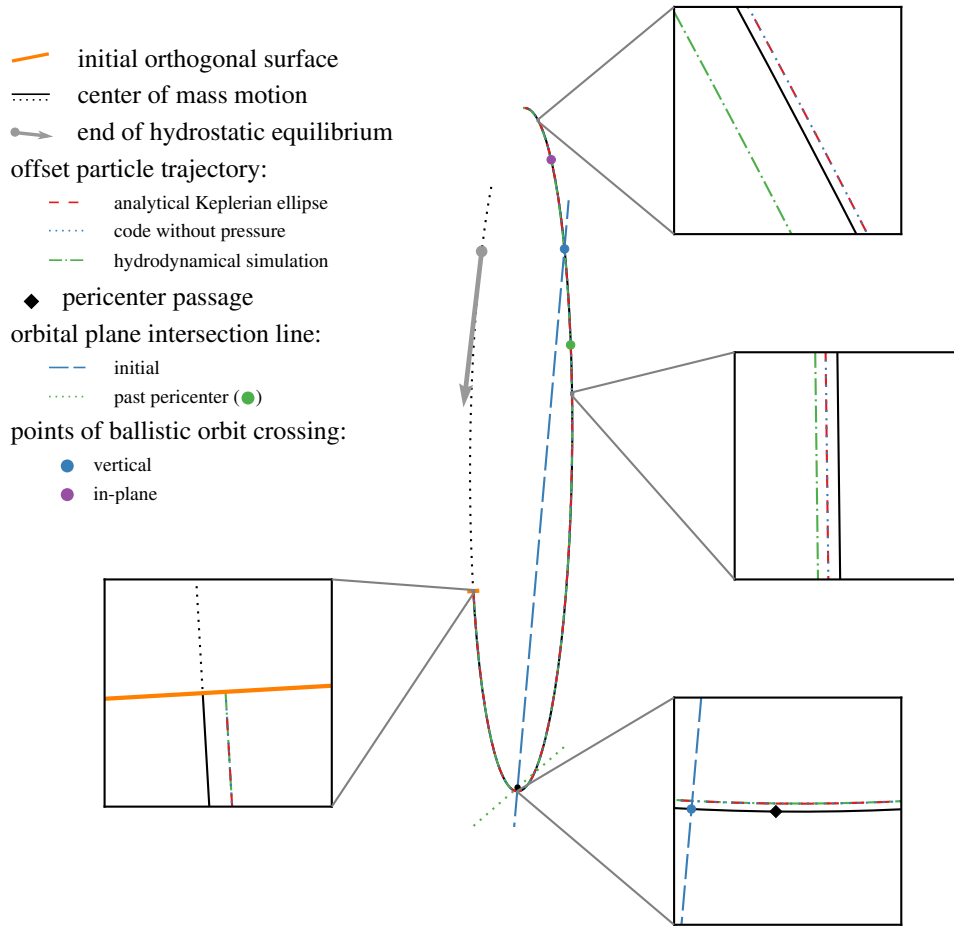 initial orthogonal surface
center of mass motion
end of hydrostatic equilibrium
offset particle trajectory:
analytical Keplerian ellipse
code without pressure
hydrodynamical simulation
pericenter passage
orbital plane intersection line:
initial
past pericenter ( )
points of ballistic orbit crossing:
vertical
in-plane